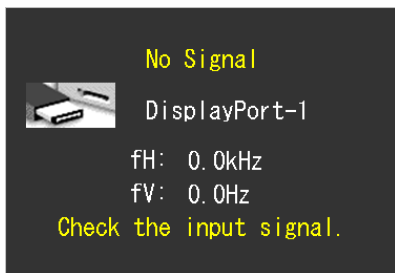 No Signal
DisplayPort-1
fH: 0.0kHz
fV: 0.0Hz
Check the input signal.